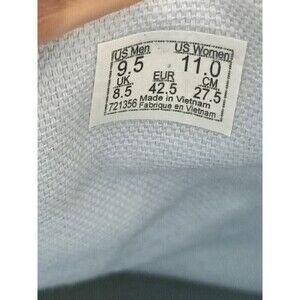 US Men US Women
9.5 11.0
UK EUR CM
8.5 42.5 27.5
Made in Vietnam
721356 Fabrique en Vietnam